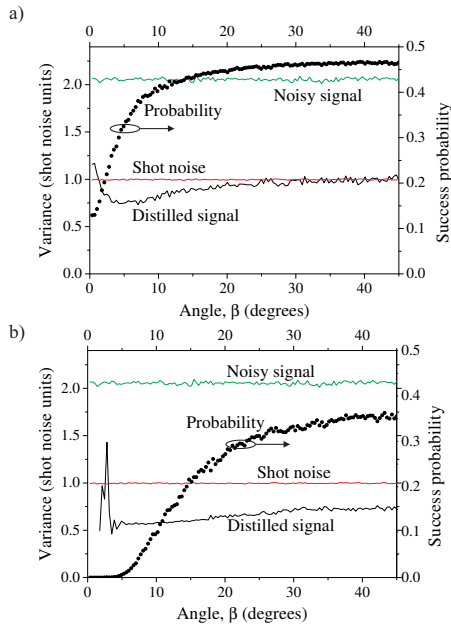 a)
0 10 20 30 40
2.0
1.5
1.0
0.5
0.0
0.5
0.4
0.3
0.2
0.1
0.0
Noisy signal
Probability
Shot noise
Distilled signal
Variance (shot noise units)
Success probability
0 10 20 30 40
Angle, β (degrees)
b)
0 10 20 30 40
2.0
1.5
1.0
0.5
0.0
0.5
0.4
0.3
0.2
0.1
0.0
Noisy signal
Probability
Shot noise
Distilled signal
Variance (shot noise units)
Success probability
0 10 20 30 40
Angle, β (degrees)